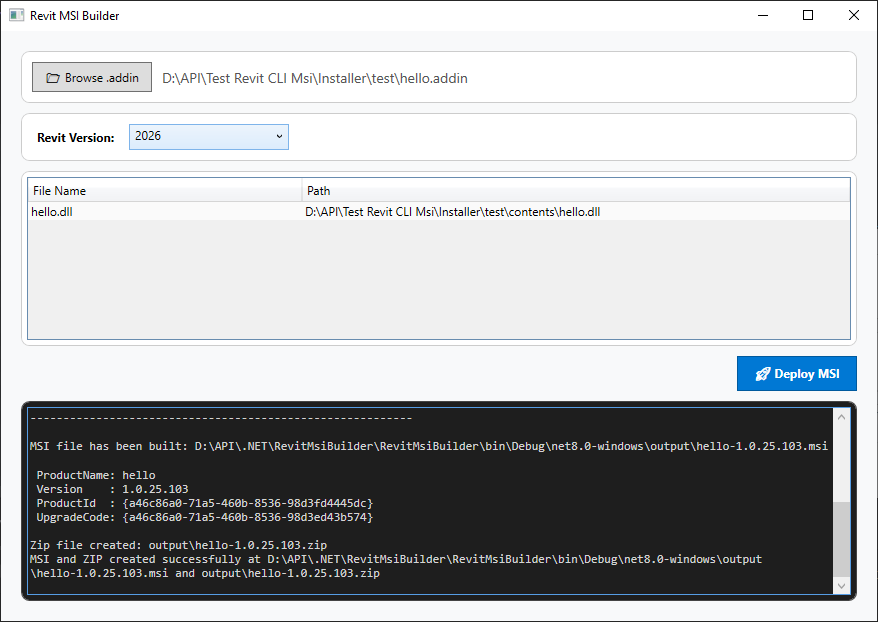 Revit MSI Builder
Browse .addin D:\API\Test Revit CLI Msi\Installer\test\hello.addin
Revit Version: 2026
File Name Path
hello.dll D:\API\Test Revit CLI Msi\Installer\test\contents\hello.dll
Deploy MSI
----------------------------------------------------------
MSI file has been built: D:\API\.NET\RevitMsiBuilder\RevitMsiBuilder\bin\Debug\net8.0-windows\output\hello-1.0.25.103.msi
ProductName: hello
Version : 1.0.25.103
ProductId : {a46c86a0-71a5-460b-8536-98d3fd4445dc}
UpgradeCode: {a46c86a0-71a5-460b-8536-98d3ed43b574}
Zip file created: output\hello-1.0.25.103.zip
MSI and ZIP created successfully at D:\API\.NET\RevitMsiBuilder\RevitMsiBuilder\bin\Debug\net8.0-windows\output
\hello-1.0.25.103.msi and output\hello-1.0.25.103.zip